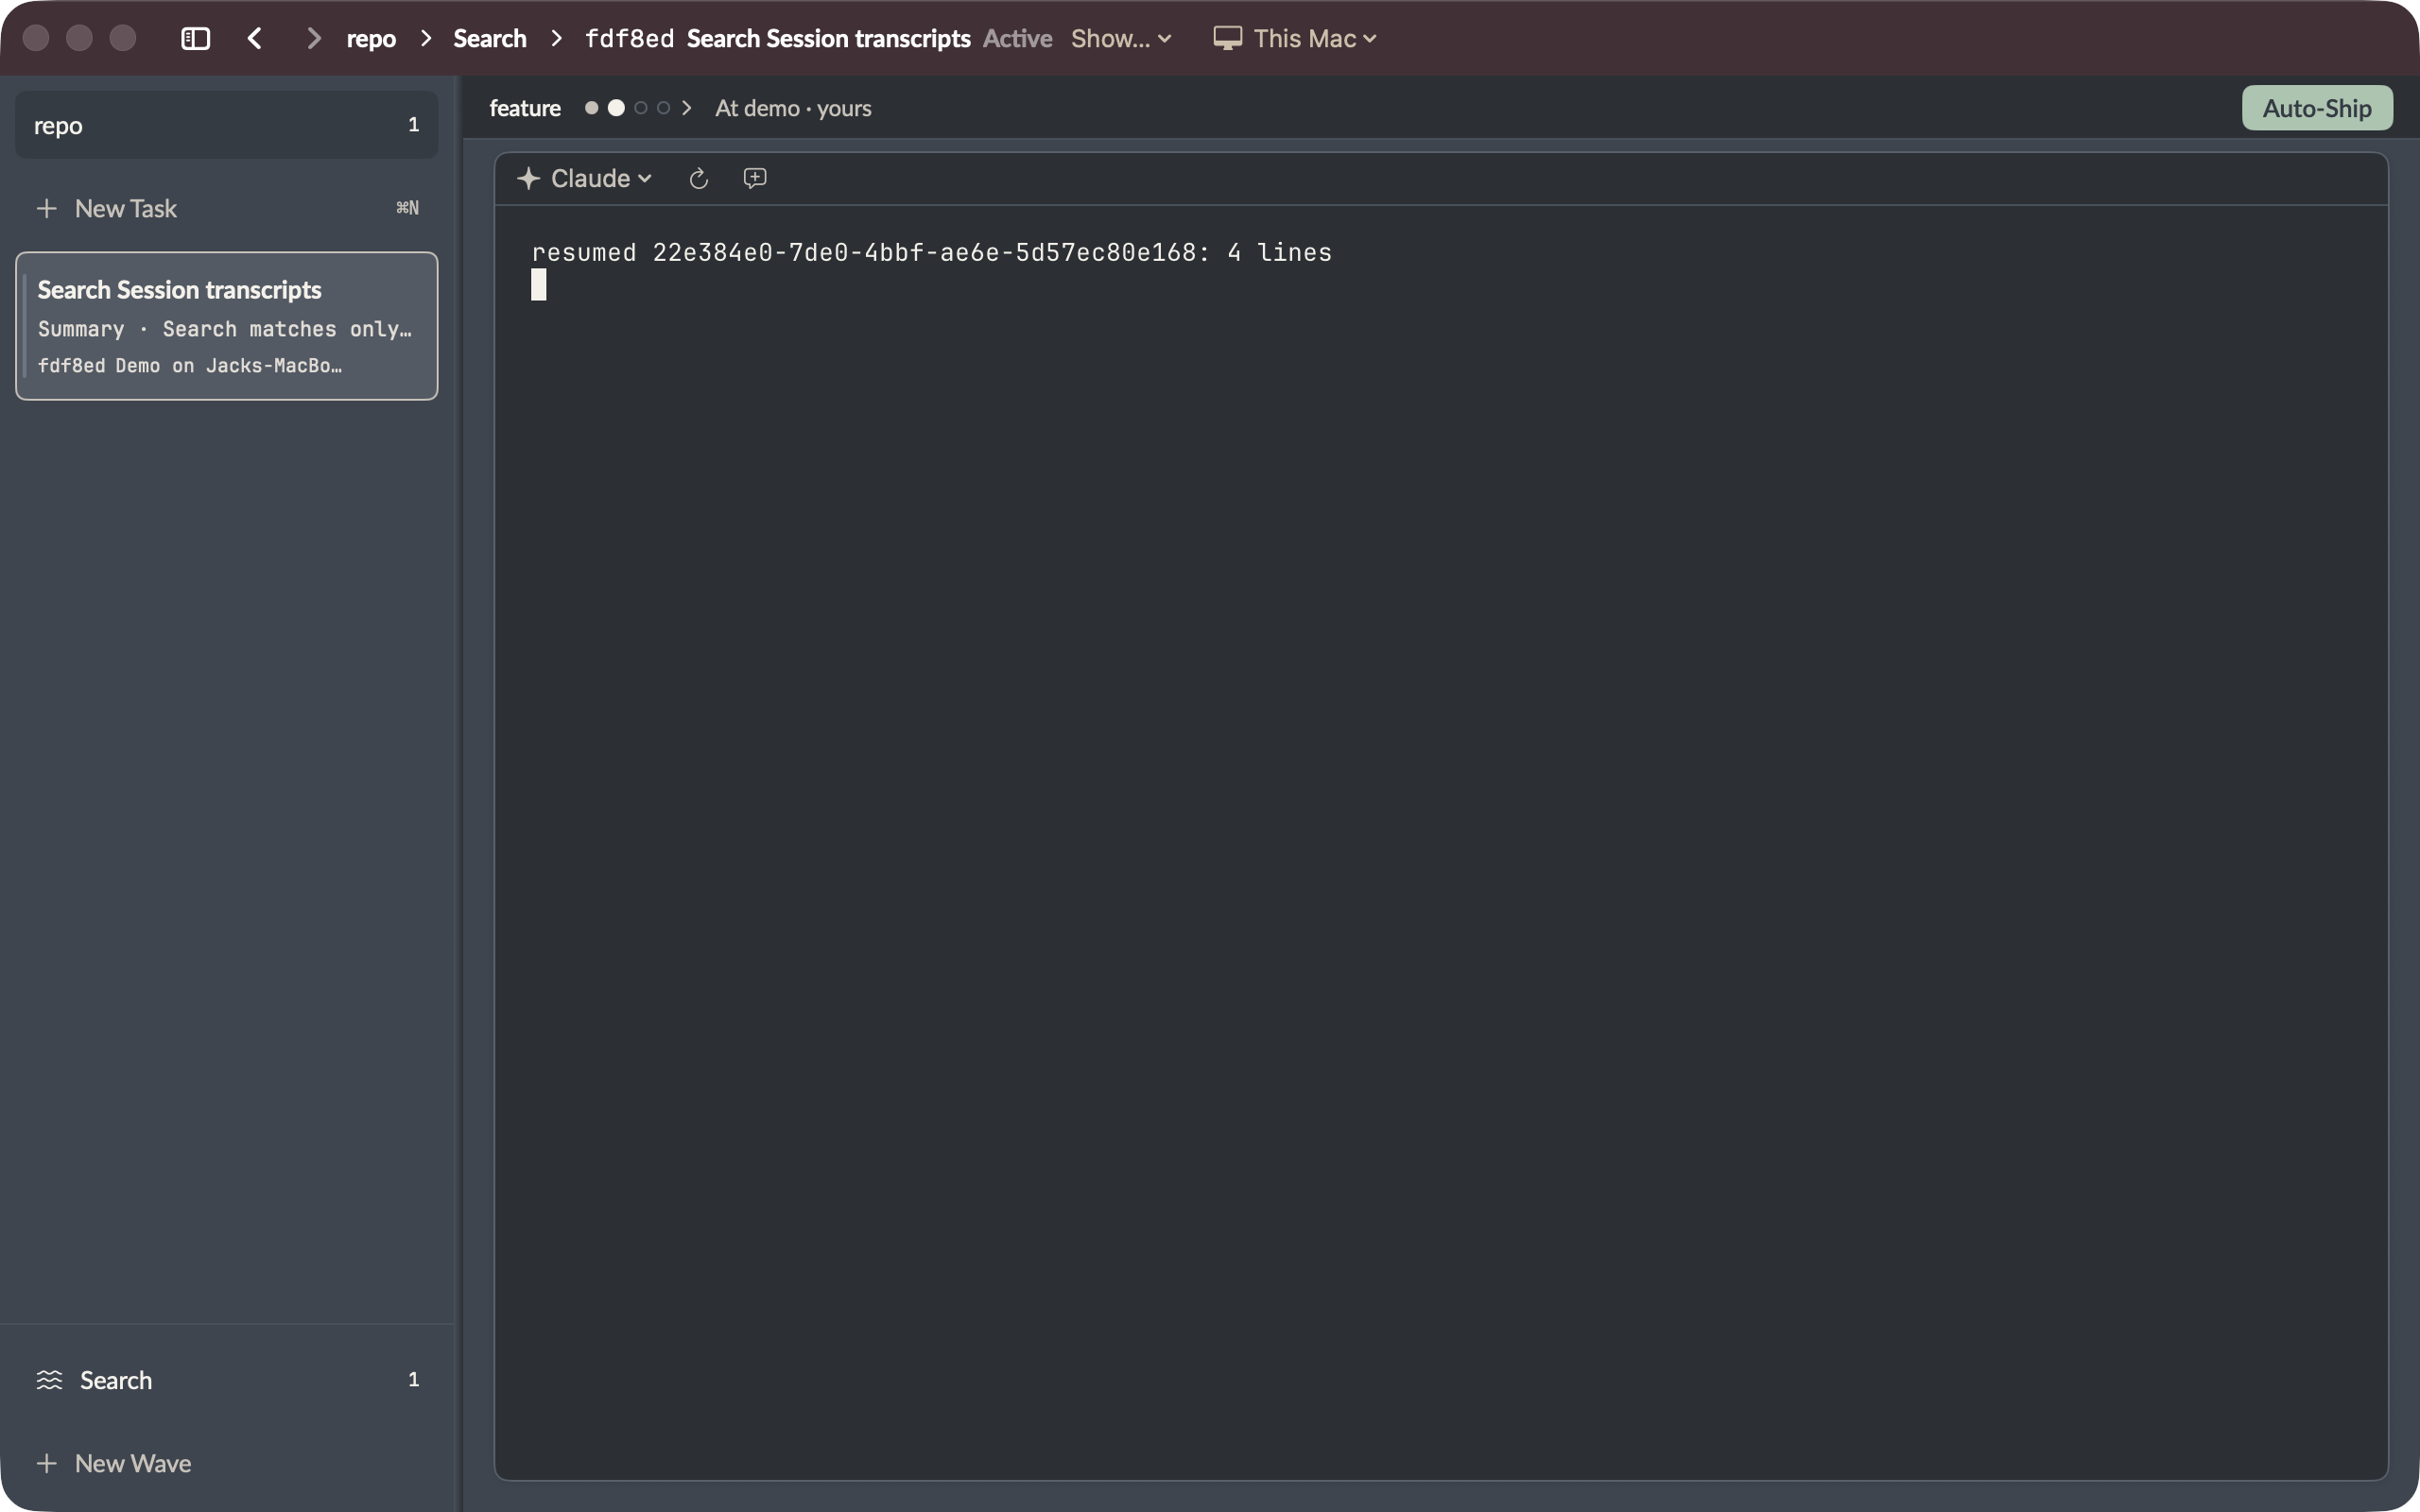 repo > Search > fdf8ed Search Session transcripts Active Show... This Mac
repo 1
New Task ⌘N
Search Session transcripts
Summary · Search matches only…
fdf8ed Demo on Jacks-MacBo…
Search 1
New Wave
feature At demo · yours Auto-Ship
Claude
resumed 22e384e0-7de0-4bbf-ae6e-5d57ec80e168: 4 lines